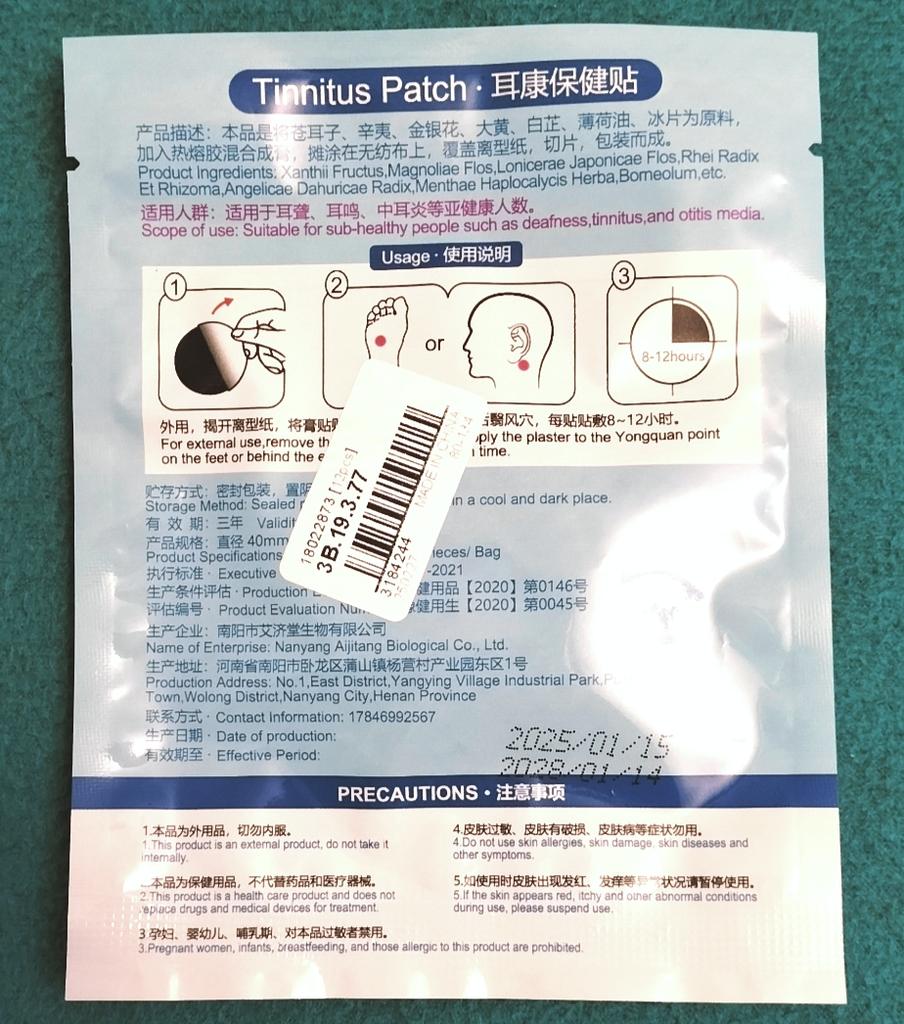 Tinnitus Patch · 耳康保健贴
产品描述：本品是将苍耳子、辛夷、金银花、大黄、白芷、薄荷油、冰片为原料，
加入热熔胶混合成膏，摊涂在无纺布上，覆盖离型纸，切片，包装而成。
Product Ingredients: Xanthii Fructus,Magnoliae Flos,Lonicerae Japonicae Flos,Rhei Radix
Et Rhizoma,Angelicae Dahuricae Radix,Menthae Haplocalycis Herba,Borneolum,etc.
适用人群：适用于耳聋、耳鸣、中耳炎等亚健康人数。
Scope of use: Suitable for sub-healthy people such as deafness,tinnitus,and otitis media.
Usage · 使用说明
1
2
3
or
8-12hours
外用，揭开离型纸，将膏贴
翳风穴，每贴贴敷8~12小时。
For external use,remove
the plaster to the Yongquan point
on the feet or behind the
time.
18022873 [12pcs]
3B.19.3.77
3184244
MADE IN CHINA
贮存方式：密封包装，置
Storage Method: Sealed
in a cool and dark place.
有 效 期：三年
产品规格：直径 40mm
Product Specifications
/ Bag
执行标准 · Executive
-2021
生产条件评估 · Production
健用品【2020】第0146号
评估编号 · Product Evaluation
健用生【2020】第0045号
生产企业：南阳市艾济堂生物有限公司
Name of Enterprise: Nanyang Aijitang Biological Co., Ltd.
生产地址：河南省南阳市卧龙区蒲山镇杨营村产业园东区1号
Production Address: No.1,East District,Yangying Village Industrial Park,
Town,Wolong District,Nanyang City,Henan Province
联系方式 · Contact Information: 17846992567
生产日期 · Date of production:
2025/01/15
有效期至 · Effective Period:
2028/01/14
PRECAUTIONS · 注意事项
1.本品为外用品，切勿内服。
1.This product is an external product, do not take it
internally.
2.本品为保健用品，不代替药品和医疗器械。
2.This product is a health care product and does not
replace drugs and medical devices for treatment.
3.孕妇、婴幼儿、哺乳期、对本品过敏者禁用。
3.Pregnant women, infants, breastfeeding, and those allergic to this product are prohibited.
4.皮肤过敏、皮肤有破损、皮肤病等症状勿用。
4.Do not use skin allergies, skin damage, skin diseases and
other symptoms.
5.如使用时皮肤出现发红、发痒等异常状况请暂停使用。
5.If the skin appears red, itchy and other abnormal conditions
during use, please suspend use.